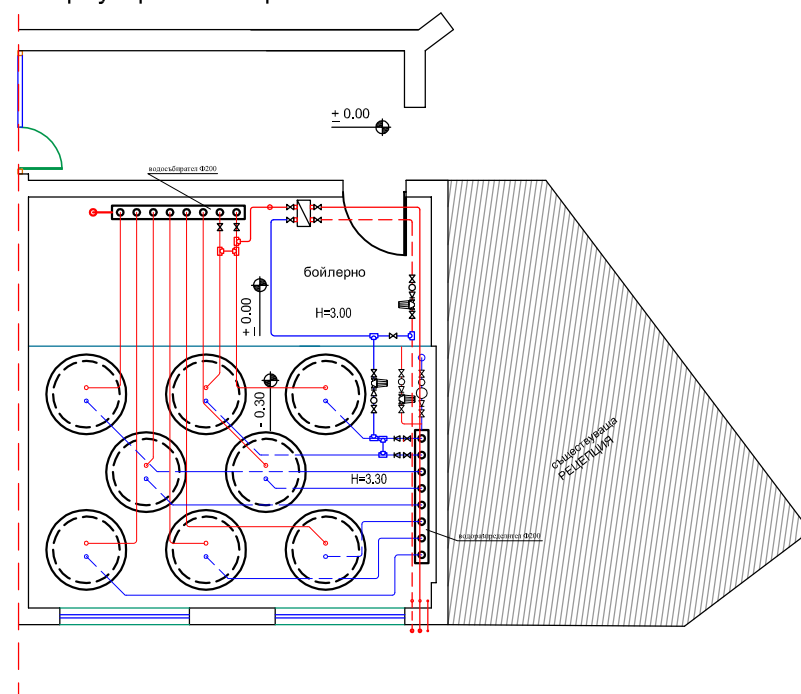 ± 0.00
водосъбирател Ф200
бойлерно
± 0.00
H=3.00
- 0.30
съществуваща
РЕЦЕПЦИЯ
H=3.30
водоразпределител Ф200